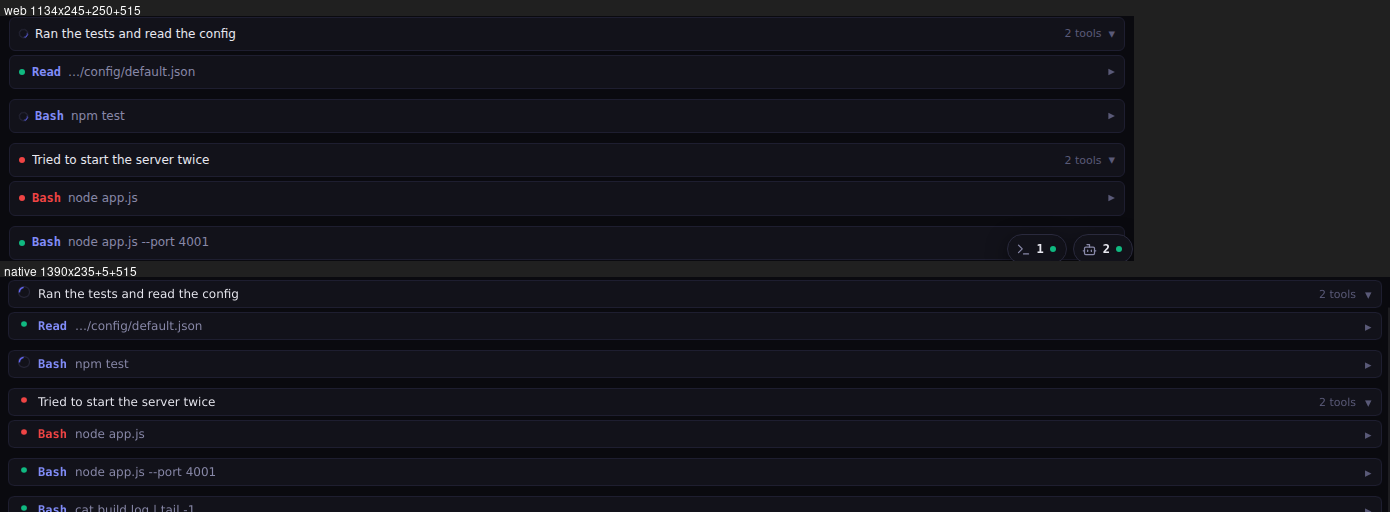 web 1134x245+250+515
Ran the tests and read the config 2 tools ▼
Read .../config/default.json ▶
Bash npm test ▶
Tried to start the server twice 2 tools ▼
Bash node app.js ▶
Bash node app.js --port 4001
>_ 1 2
native 1390x235+5+515
Ran the tests and read the config 2 tools ▼
Read .../config/default.json ▶
Bash npm test ▶
Tried to start the server twice 2 tools ▼
Bash node app.js ▶
Bash node app.js --port 4001 ▶
Bash cat build log | tail -1 ▶